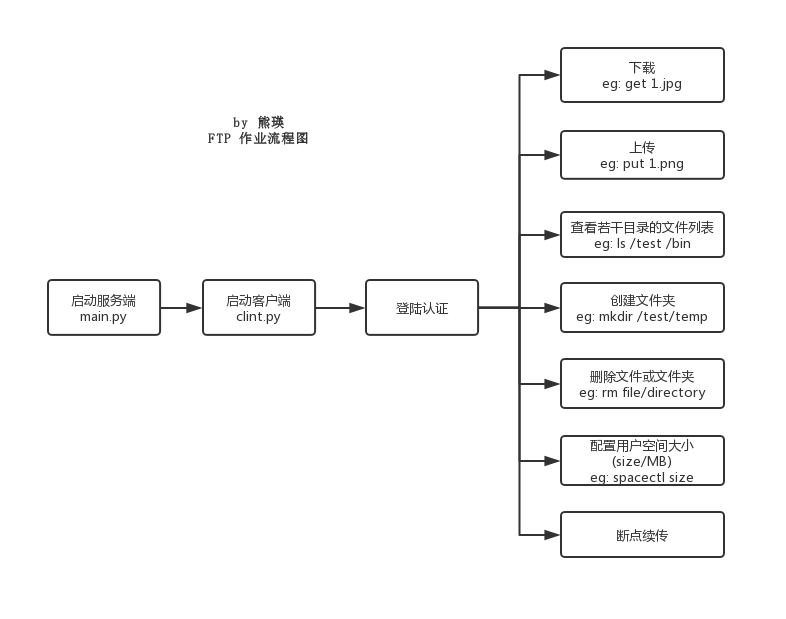 by 熊瑛
FTP 作业流程图
启动服务端
main.py
启动客户端
clint.py
登陆认证
下载
eg: get 1.jpg
上传
eg: put 1.png
查看若干目录的文件列表
eg: ls /test /bin
创建文件夹
eg: mkdir /test/temp
删除文件或文件夹
eg: rm file/directory
配置用户空间大小
(size/MB)
eg: spacectl size
断点续传